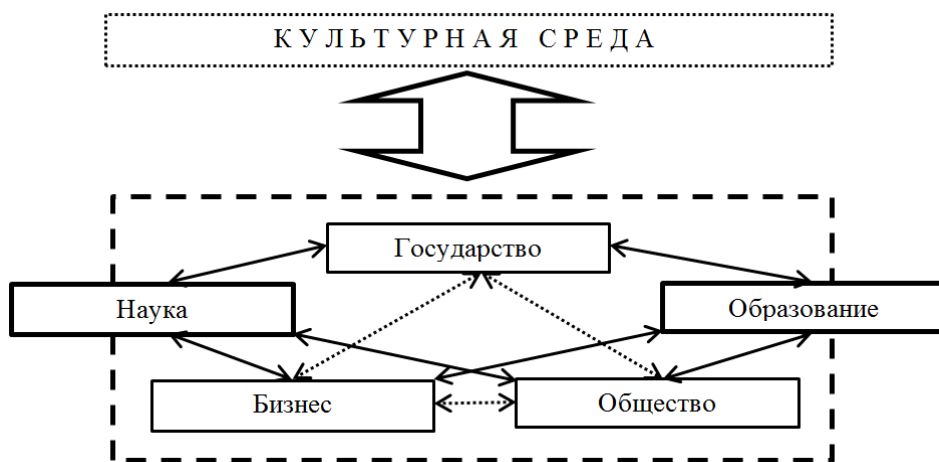 КУЛЬТУРНАЯ СРЕДА
Государство
Наука
Образование
Бизнес
Общество